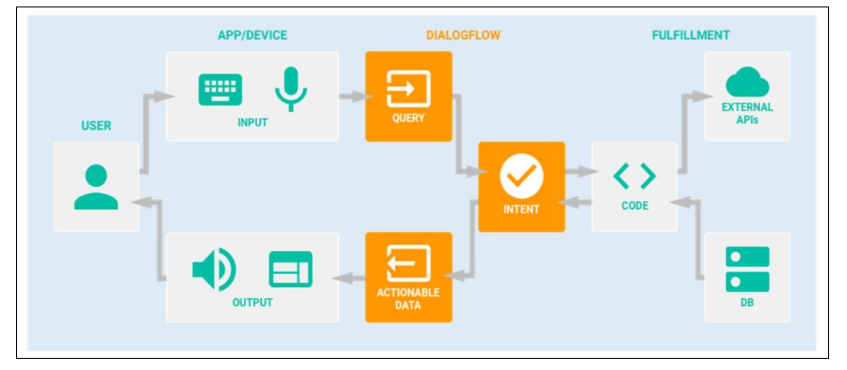 APP/DEVICE
DIALOGFLOW
FULFILLMENT
USER
INPUT
QUERY
EXTERNAL
APIs
INTENT
CODE
OUTPUT
ACTIONABLE
DATA
DB